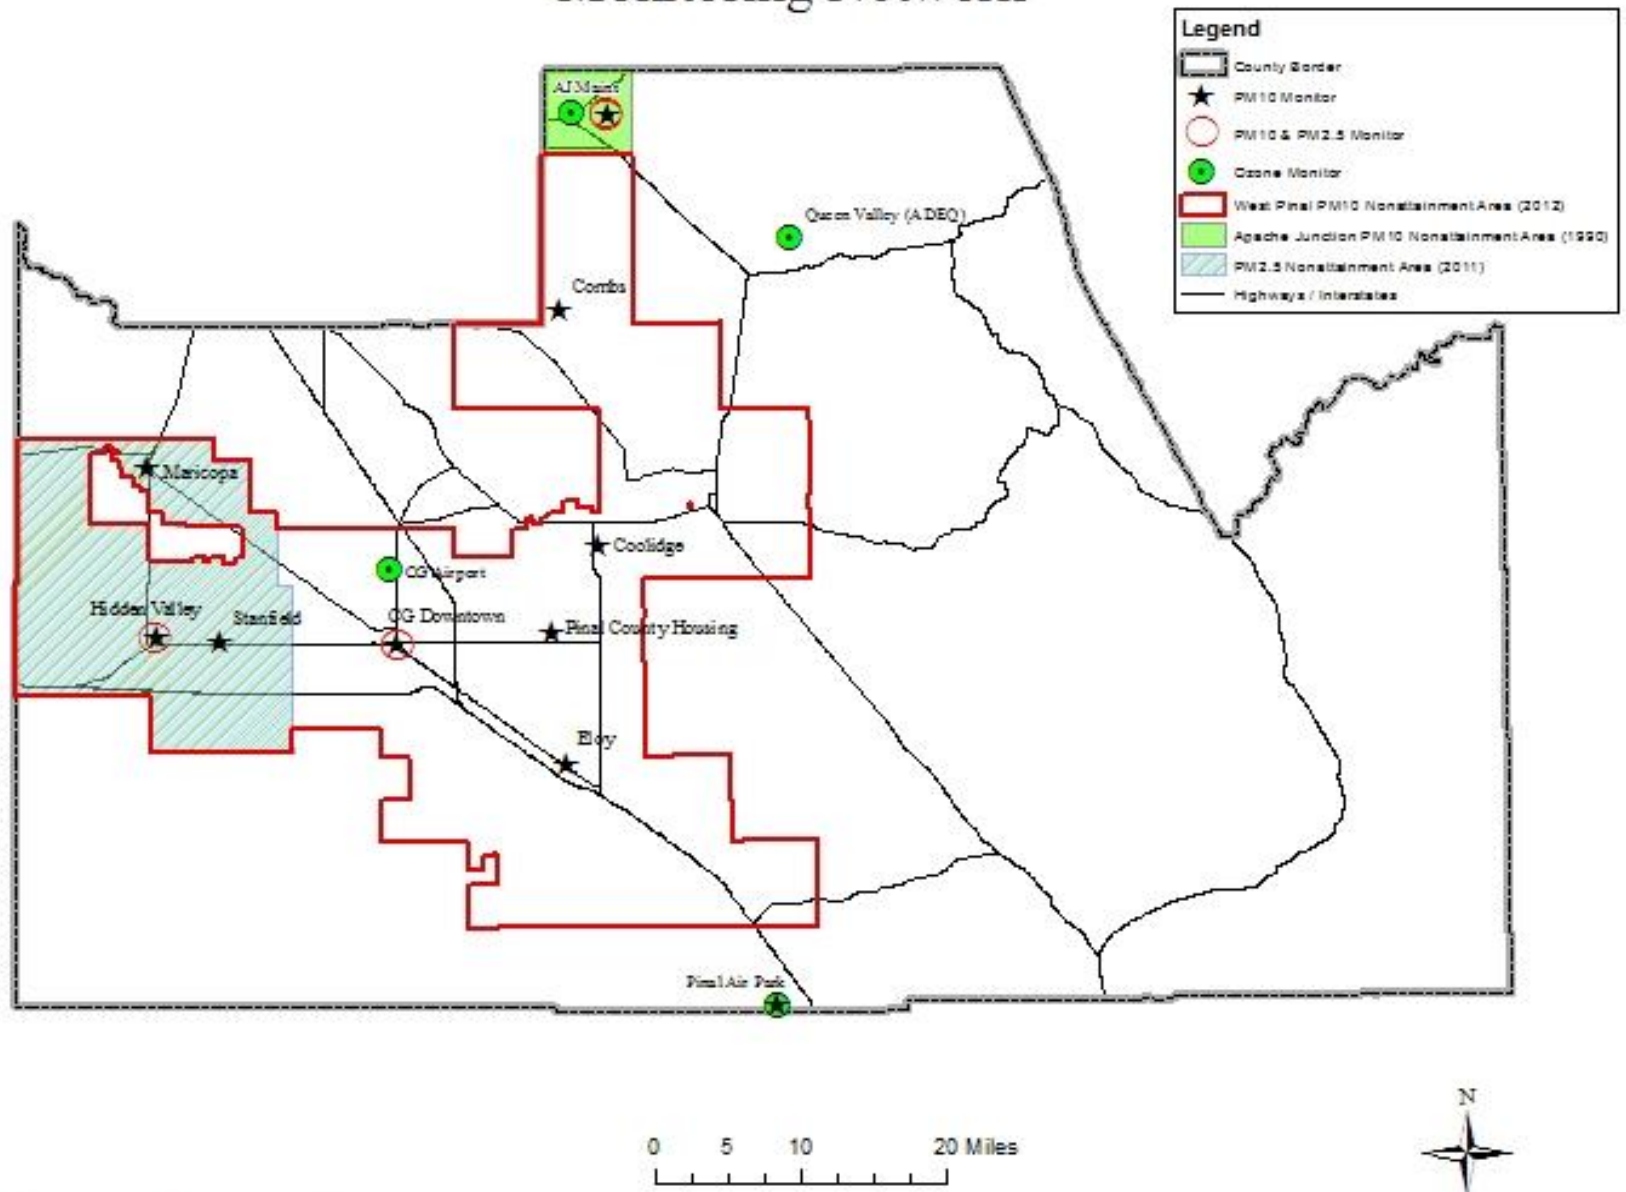 Legend
County Border
PM10 Monitor
PM10 & PM2.5 Monitor
Ozone Monitor
West Pinal PM10 Nonattainment Area (2012)
Apache Junction PM10 Nonattainment Area (1990)
PM2.5 Nonattainment Area (2011)
Highways / Interstates
AJ Maint
Queen Valley (ADEQ)
Combs
Maricopa
Coolidge
CG Airport
Hidden Valley
Stanfield
CG Downtown
Pinal County Housing
Eloy
Pinal Air Park
N
0 5 10 20 Miles